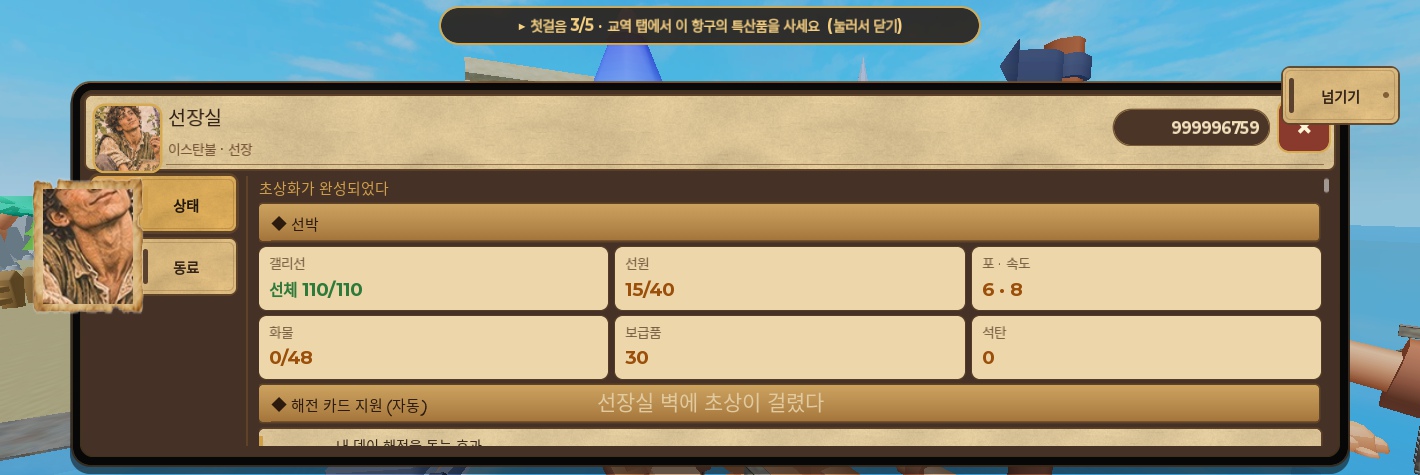 ▸ 첫걸음 3/5 · 교역 탭에서 이 항구의 특산품을 사세요 (눌러서 닫기)
넘기기
선장실
이스탄불 · 선장
999996759
×
상태
동료
초상화가 완성되었다
◆ 선박
갤리선
선체 110/110
선원
15/40
포 · 속도
6 · 8
화물
0/48
보급품
30
석탄
0
◆ 해전 카드 지원 (자동)
선장실 벽에 초상이 걸렸다